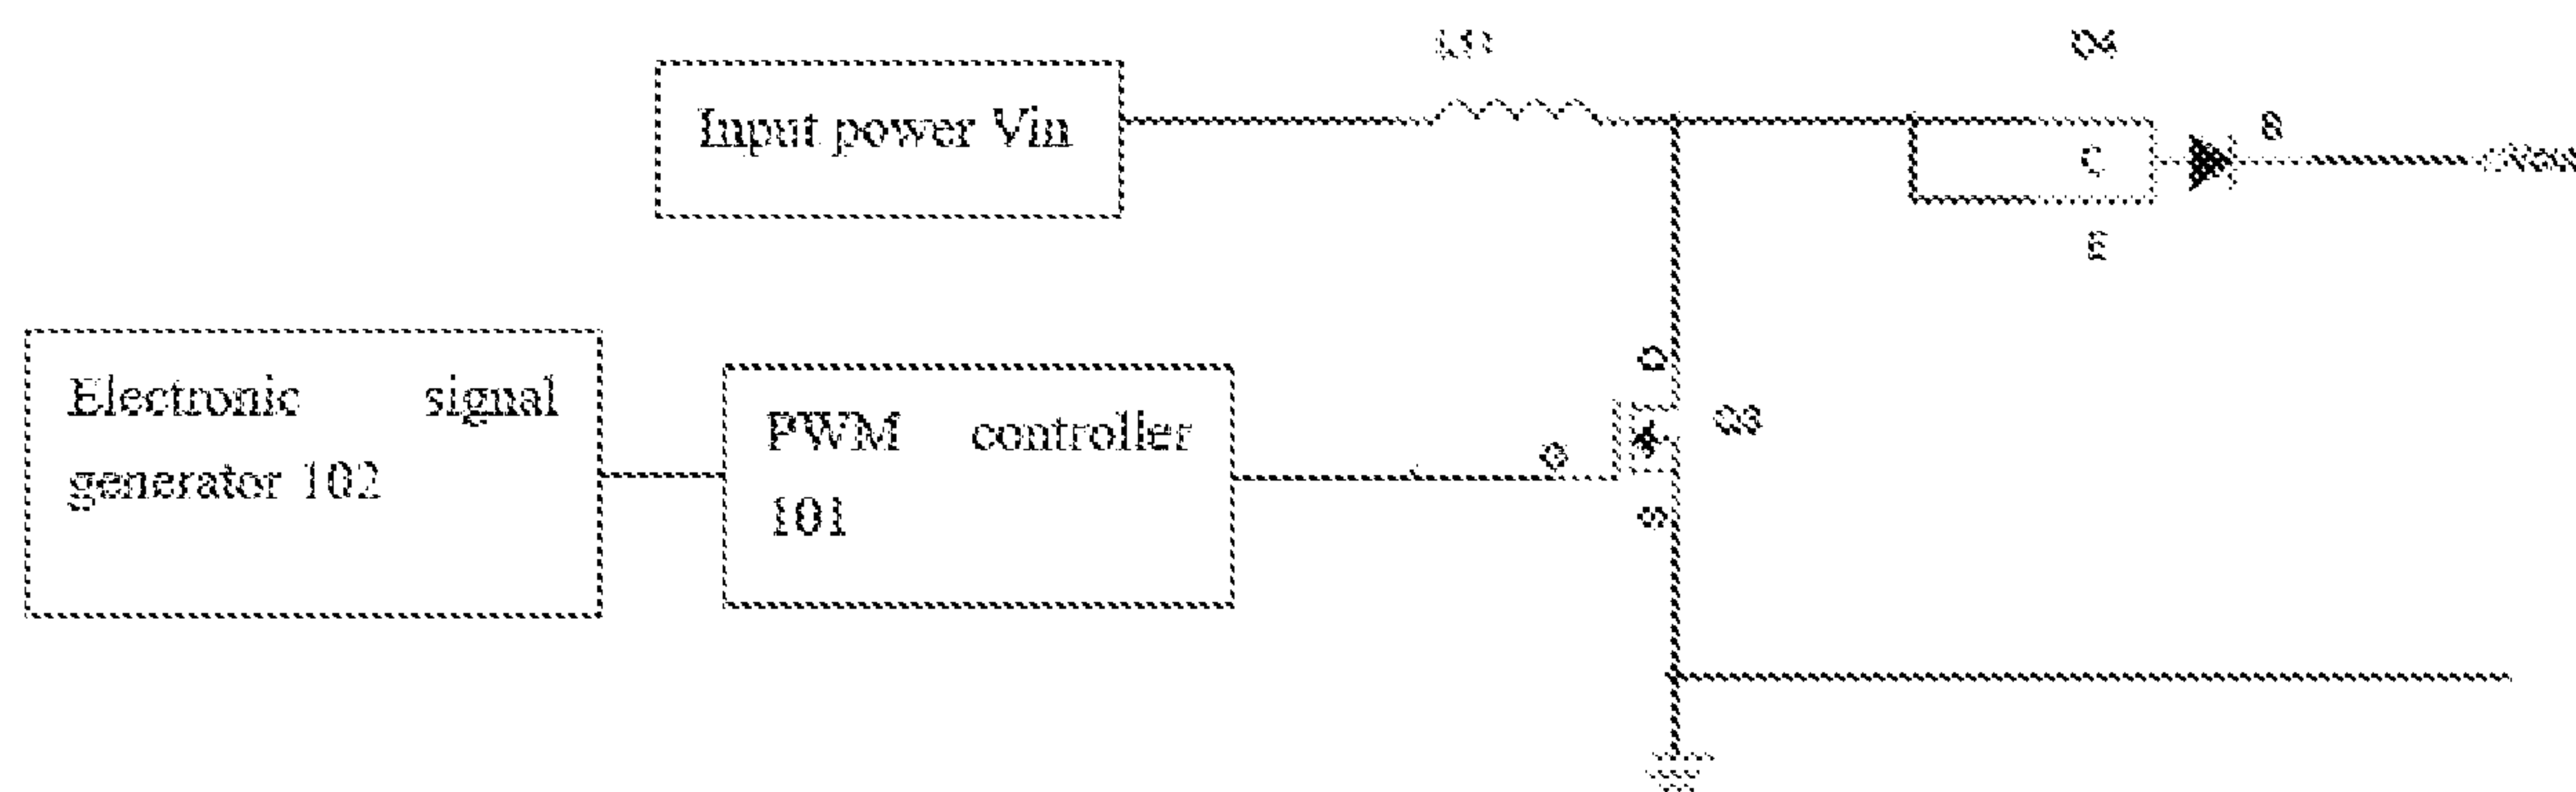 Input power Vin
C
E
Electronic signal
generator 102
PWM controller
101
D
Q3
G
S